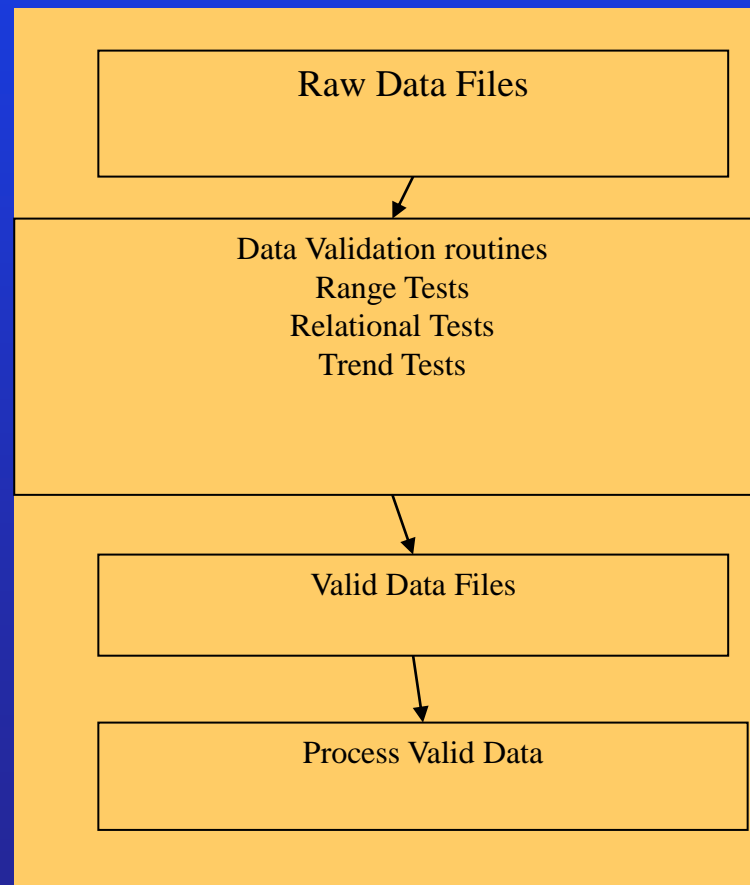 Raw Data Files
Data Validation routines
Range Tests
Relational Tests
Trend Tests
Valid Data Files
Process Valid Data